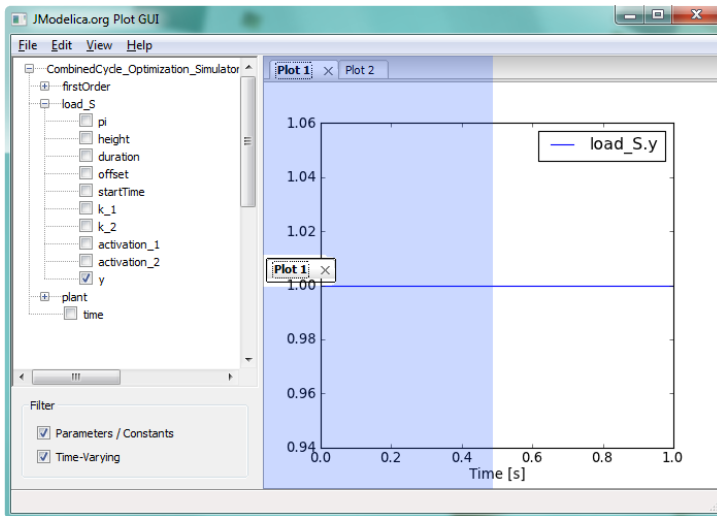 JModelica.org Plot GUI
File Edit View Help
CombinedCycle_Optimization_Simulator
firstOrder
load_S
pi
height
duration
offset
startTime
k_1
k_2
activation_1
activation_2
y
plant
time
Filter
Parameters / Constants
Time-Varying
Plot 1 Plot 2
1.06
load_S.y
1.04
1.02
Plot 1
1.00
0.98
0.96
0.94
0.0 0.2 0.4 0.6 0.8 1.0
Time [s]